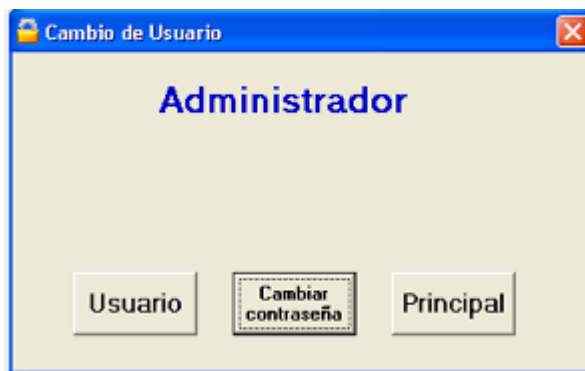 Cambio de Usuario
Administrador
Usuario
Cambiar
contraseña
Principal